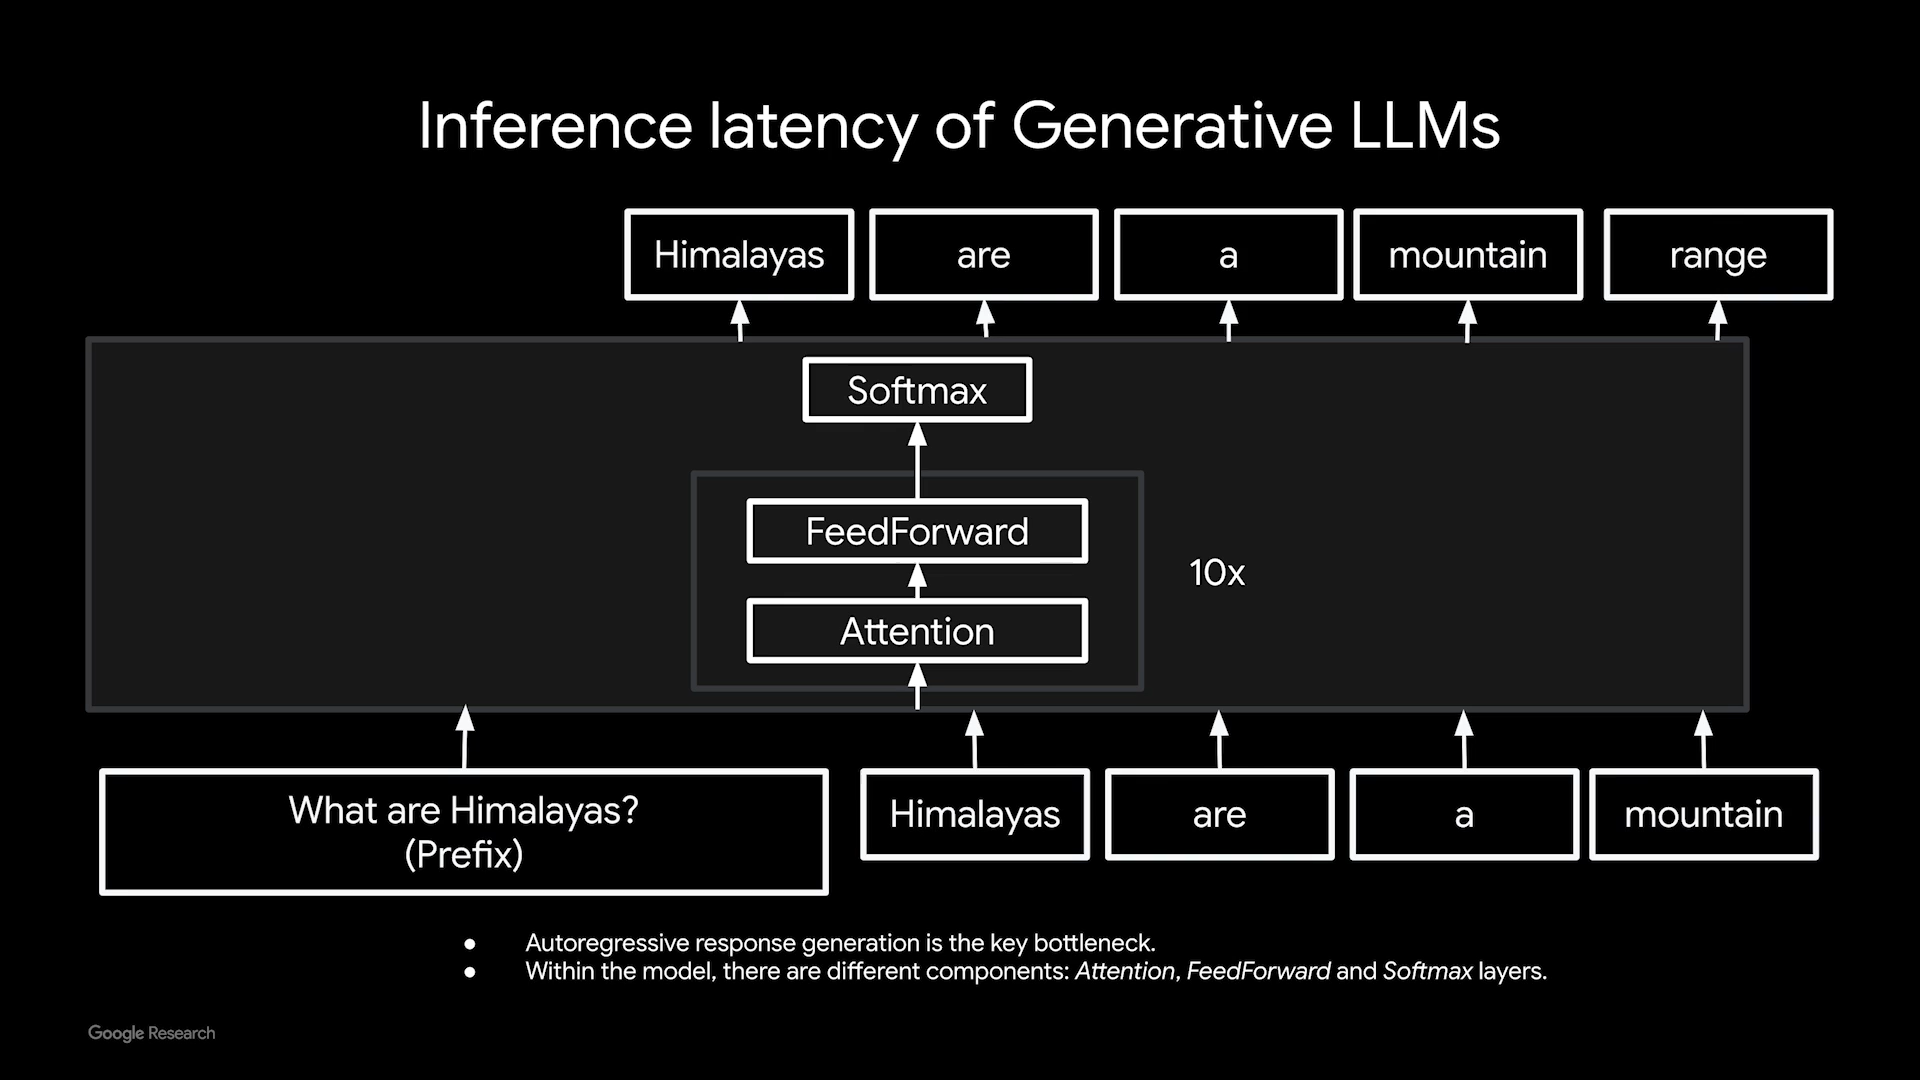 Inference latency of Generative LLMs
Himalayas
are
a
mountain
range
Softmax
FeedForward
10x
Attention
What are Himalayas?
(Prefix)
Himalayas
are
a
mountain
● Autoregressive response generation is the key bottleneck.
● Within the model, there are different components: Attention, FeedForward and Softmax layers.
Google Research